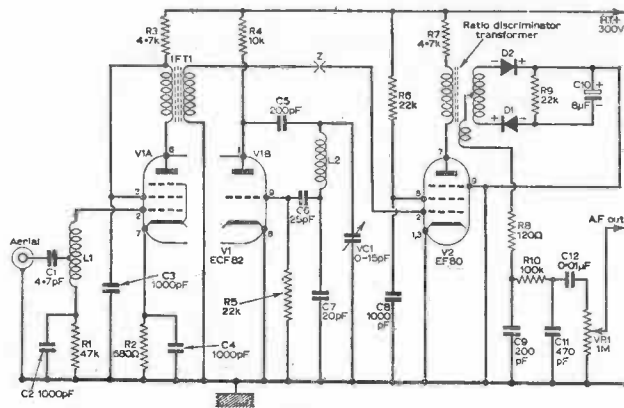 R3
4·7k
R4
10k
IFT1
Z
R6
22k
R7
4·7k
Ratio discriminator
transformer
HT+
300V
D2
D1
R9
22k
C10
8µF
C5
200pF
L2
V1A
6
V1B
1
3
2
7
9
8
C6
25pF
V1
ECF82
VC1
0-15pF
7
8
2
9
1,3
V2
EF80
Aerial
C1
4·7pF
L1
C3
1000pF
R5
22k
C7
20pF
C8
1000
pF
R8
120Ω
R10
100k
C12
0·01µF
A.F output
R1
47k
R2
680Ω
C4
1000pF
C2 1000pF
C9
200
pF
C11
470
pF
VR1
1M